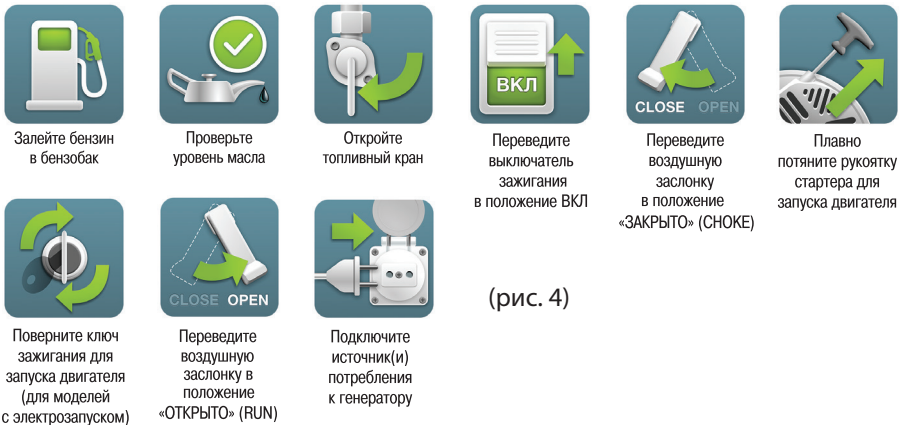 Залейте бензин
в бензобак
Проверьте
уровень масла
Откройте
топливный кран
ВКЛ
Переведите
выключатель
зажигания
в положение ВКЛ
CLOSE OPEN
Переведите
воздушную
заслонку
в положение
«ЗАКРЫТО» (CHOKE)
Плавно
потяните рукоятку
стартера для
запуска двигателя
Поверните ключ
зажигания для
запуска двигателя
(для моделей
с электрозапуском)
CLOSE OPEN
Переведите
воздушную
заслонку в
положение
«ОТКРЫТО» (RUN)
Подключите
источник(и)
потребления
к генератору
(рис. 4)